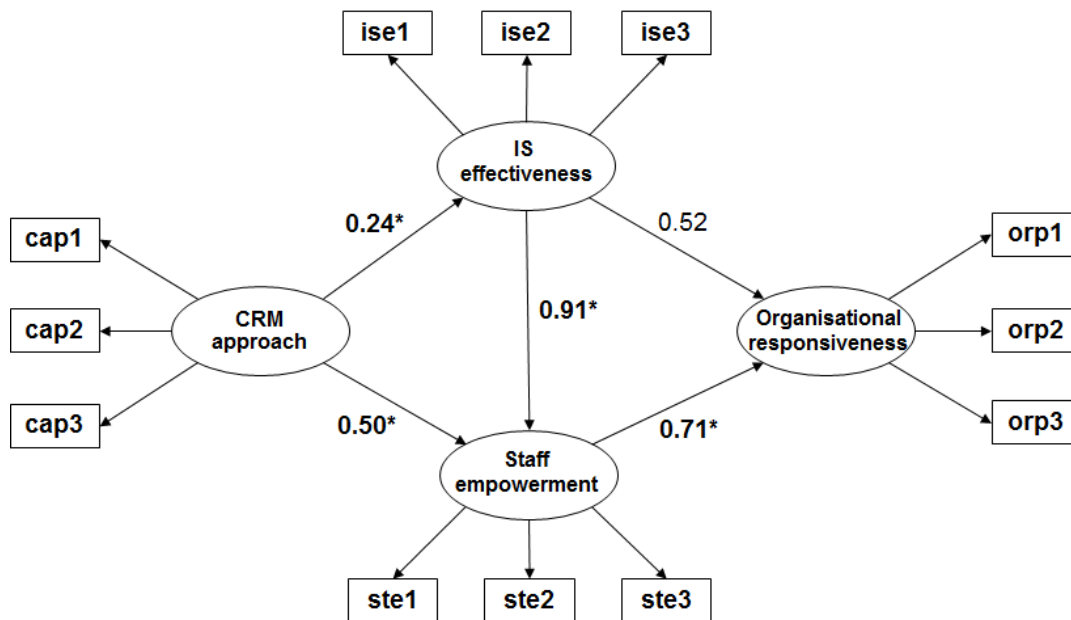 ise1
ise2
ise3
IS
effectiveness
0.24*
0.52
cap1
orp1
0.91*
cap2
CRM
approach
Organisational
responsiveness
orp2
cap3
orp3
0.50*
0.71*
Staff
empowerment
ste1
ste2
ste3